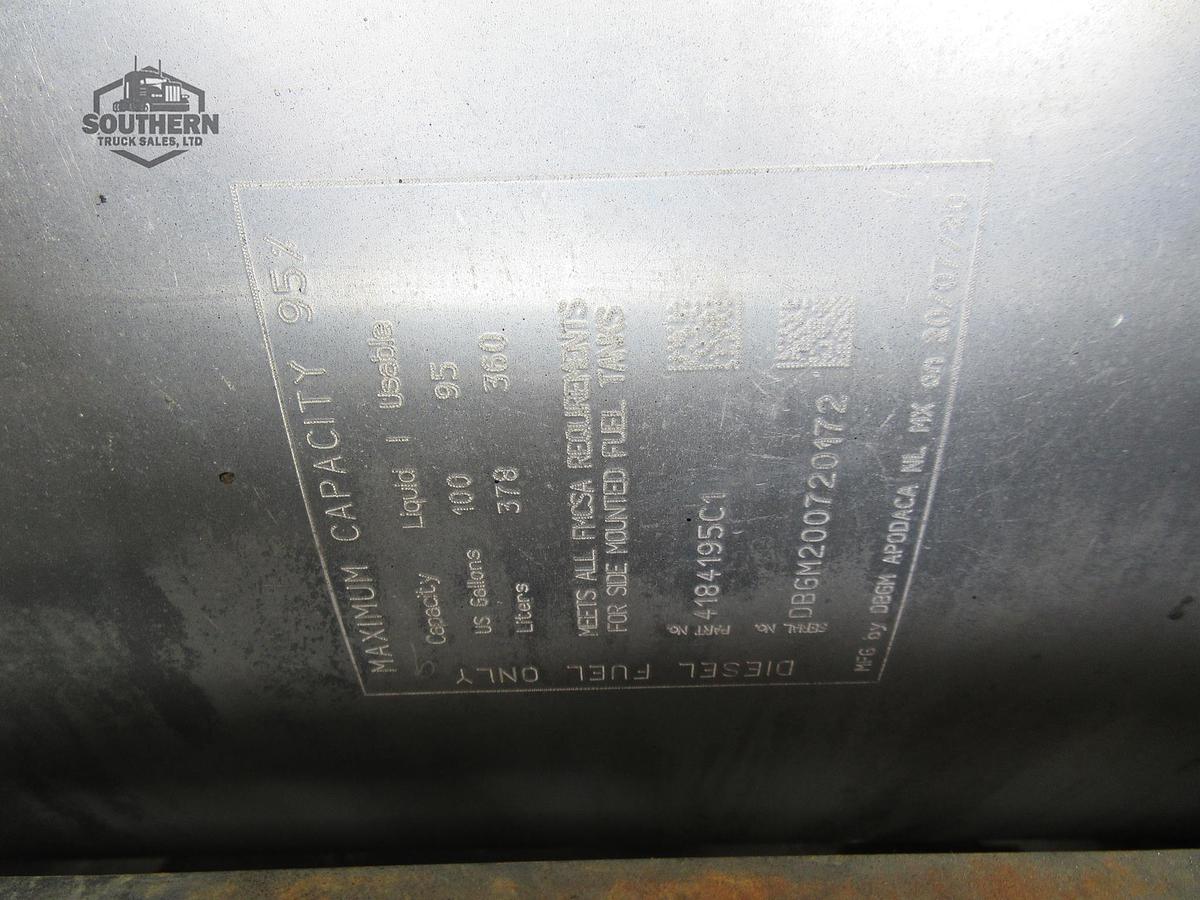 SOUTHERN
TRUCK SALES, LTD
MAXIMUM CAPACITY 95%
Capacity Liquid | Usable
US Gallons 100 95
Liters 378 360
MEETS ALL FMCSA REQUIREMENTS
FOR SIDE MOUNTED FUEL TANKS
PART No. 4184195C1
SERIAL No. DBGM200720172
MFG by DBGM APODACA NL, MX on 30/07/20
DIESEL FUEL ONLY